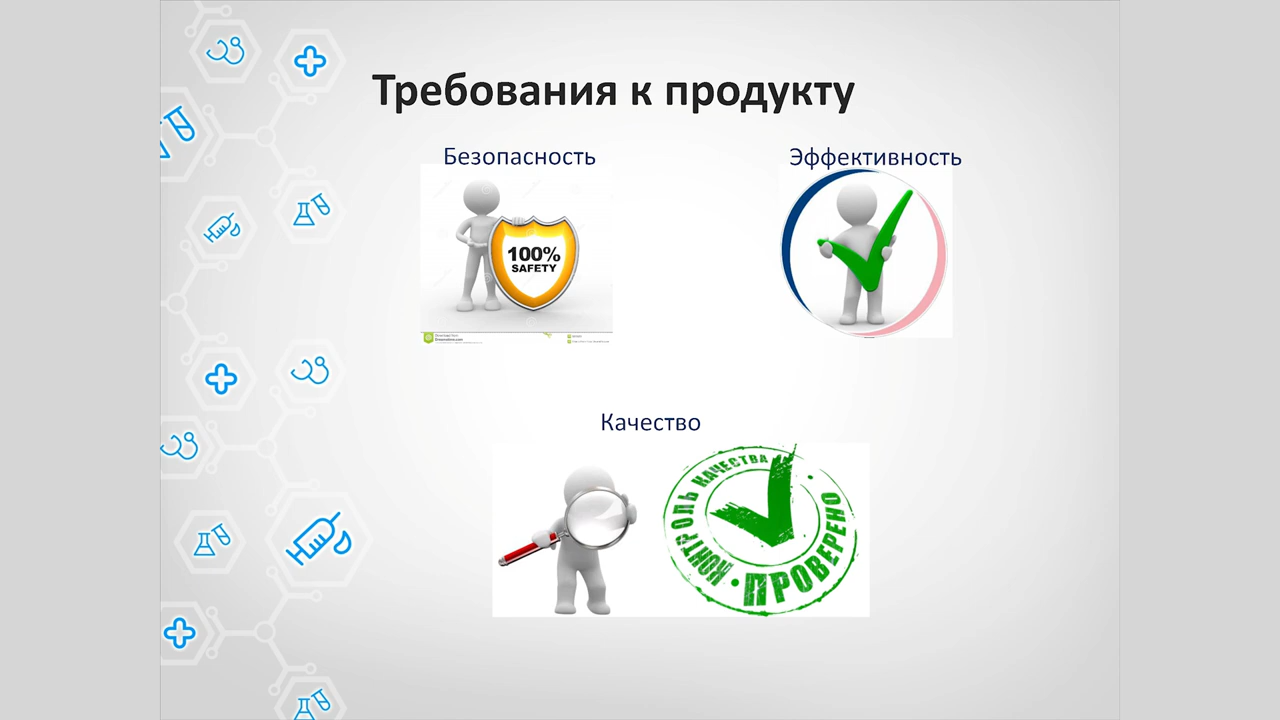 Требования к продукту
Безопасность
Эффективность
100%
SAFETY
Качество
КОНТРОЛЬ КАЧЕСТВА
ПРОВЕРЕНО